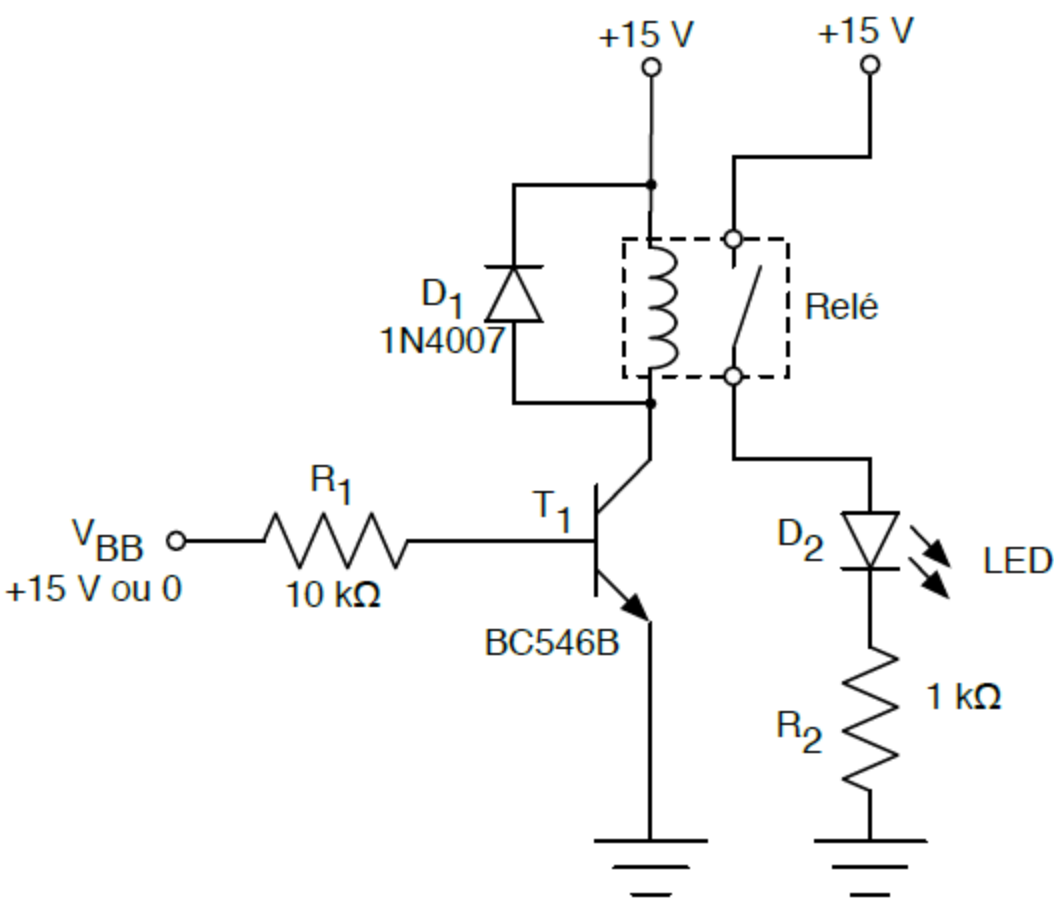 +15 V
+15 V
D1
1N4007
Relé
R1
VBB
+15 V ou 0
10 kΩ
T1
BC546B
D2
LED
R2
1 kΩ